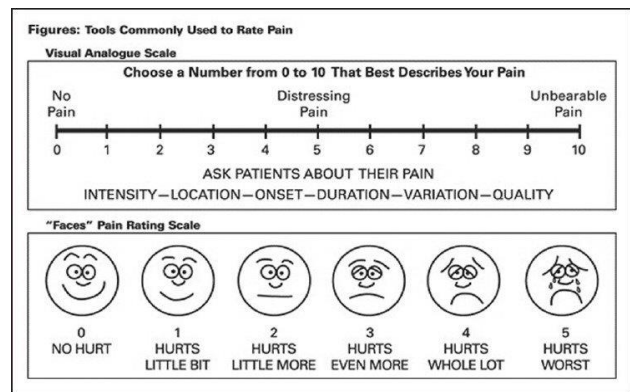 Figures: Tools Commonly Used to Rate Pain
Visual Analogue Scale
Choose a Number from 0 to 10 That Best Describes Your Pain
No Pain
Distressing Pain
Unbearable Pain
0 1 2 3 4 5 6 7 8 9 10
ASK PATIENTS ABOUT THEIR PAIN
INTENSITY—LOCATION—ONSET—DURATION—VARIATION—QUALITY
"Faces" Pain Rating Scale
0 1 2 3 4 5
NO HURT
HURTS LITTLE BIT
HURTS LITTLE MORE
HURTS EVEN MORE
HURTS WHOLE LOT
HURTS WORST